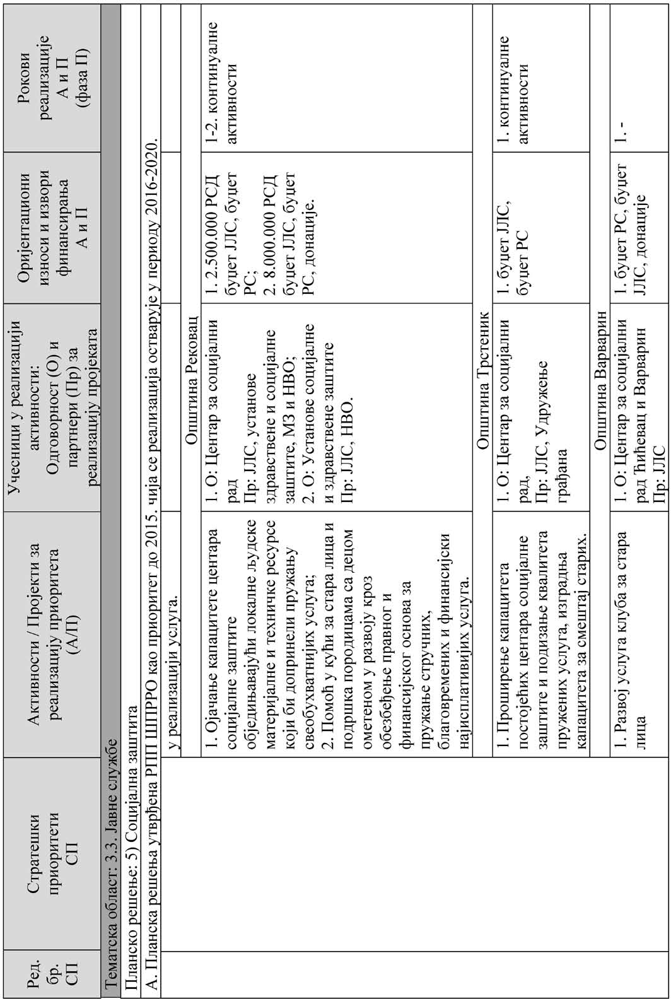 Ред.
бр.
СП
Стратешки
приоритети
СП
Активности / Пројекти за
реализацију приоритета
(А/П)
Учесници у реализацији
активности:
Одговорност (О) и
партнери (Пр) за
реализацију пројеката
Оријентациони
износи и извори
финансирања
А и П
Рокови
реализације
А и П
(фаза П)
Тематска област: 3.3. Јавне службе
Планско решење: 5) Социјална заштита
А. Планска решења утврђена РПП ШПРРО као приоритет до 2015. чија се реализација остварује у периоду 2016-2020.
у реализацији услуга.
Општина Рековац
1. Ојачање капацитете центара
социјалне заштите
обједињавајући локалне људске
материјалне и техничке ресурсе
који би допринели пружању
свеобухватнијих услуга;
2. Помоћ у кући за стара лица и
подршка породицама са децом
ометеном у развоју кроз
обезбеђење правног и
финансијског основа за
пружање стручних,
благовремених и финансијски
најисплативијих услуга.
1. О: Центар за социјални
рад
Пр: ЈЛС, установе
здравствене и социјалне
заштите, МЗ и НВО;
2. О: Установе социјалне
и здравствене заштите
Пр: ЈЛС, НВО.
1. 2.500.000 РСД
буџет ЈЛС, буџет
РС;
2. 8.000.000 РСД
буџет ЈЛС, буџет
РС, донације.
1-2. континуалне
активности
Општина Трстеник
1. Проширење капацитета
постојећих центара социјалне
заштите и подизање квалитета
пружених услуга, изградња
капацитета за смештај старих.
1. О: Центар за социјални
рад,
Пр: ЈЛС, Удружење
грађана
1. буџет ЈЛС,
буџет РС
1. континуалне
активности
Општина Варварин
1. Развој услуга клуба за стара
лица
1. О: Центар за социјални
рад Ћићевац и Варварин
Пр: ЈЛС
1. буџет РС, буџет
ЈЛС, донације
1. -